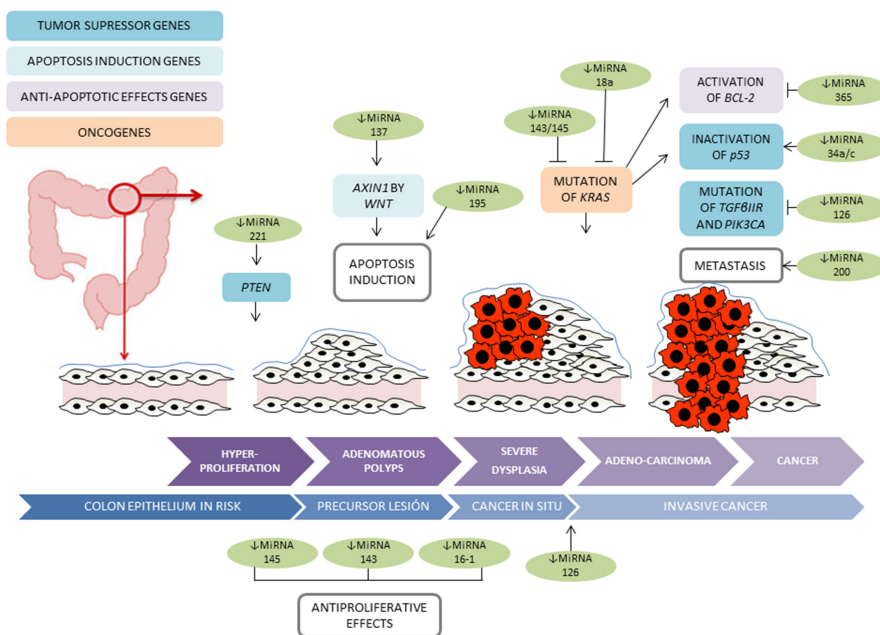 TUMOR SUPRESSOR GENES
APOPTOSIS INDUCTION GENES
ANTI-APOPTOTIC EFFECTS GENES
ONCOGENES
↓MiRNA
221
PTEN
↓MiRNA
137
AXIN1 BY
WNT
↓MiRNA
195
APOPTOSIS
INDUCTION
↓MiRNA
18a
↓MiRNA
143/145
MUTATION
OF KRAS
ACTIVATION
OF BCL-2
↓MiRNA
365
INACTIVATION
OF p53
↓MiRNA
34a/c
MUTATION
OF TGFβIIR
AND PIK3CA
↓MiRNA
126
METASTASIS
↓MiRNA
200
HYPER-
PROLIFERATION
ADENOMATOUS
POLYPS
SEVERE
DYSPLASIA
ADENO-CARCINOMA
CANCER
COLON EPITHELIUM IN RISK
PRECURSOR LESIÓN
CANCER IN SITU
INVASIVE CANCER
↓MiRNA
145
↓MiRNA
143
↓MiRNA
16-1
↓MiRNA
126
ANTIPROLIFERATIVE
EFFECTS